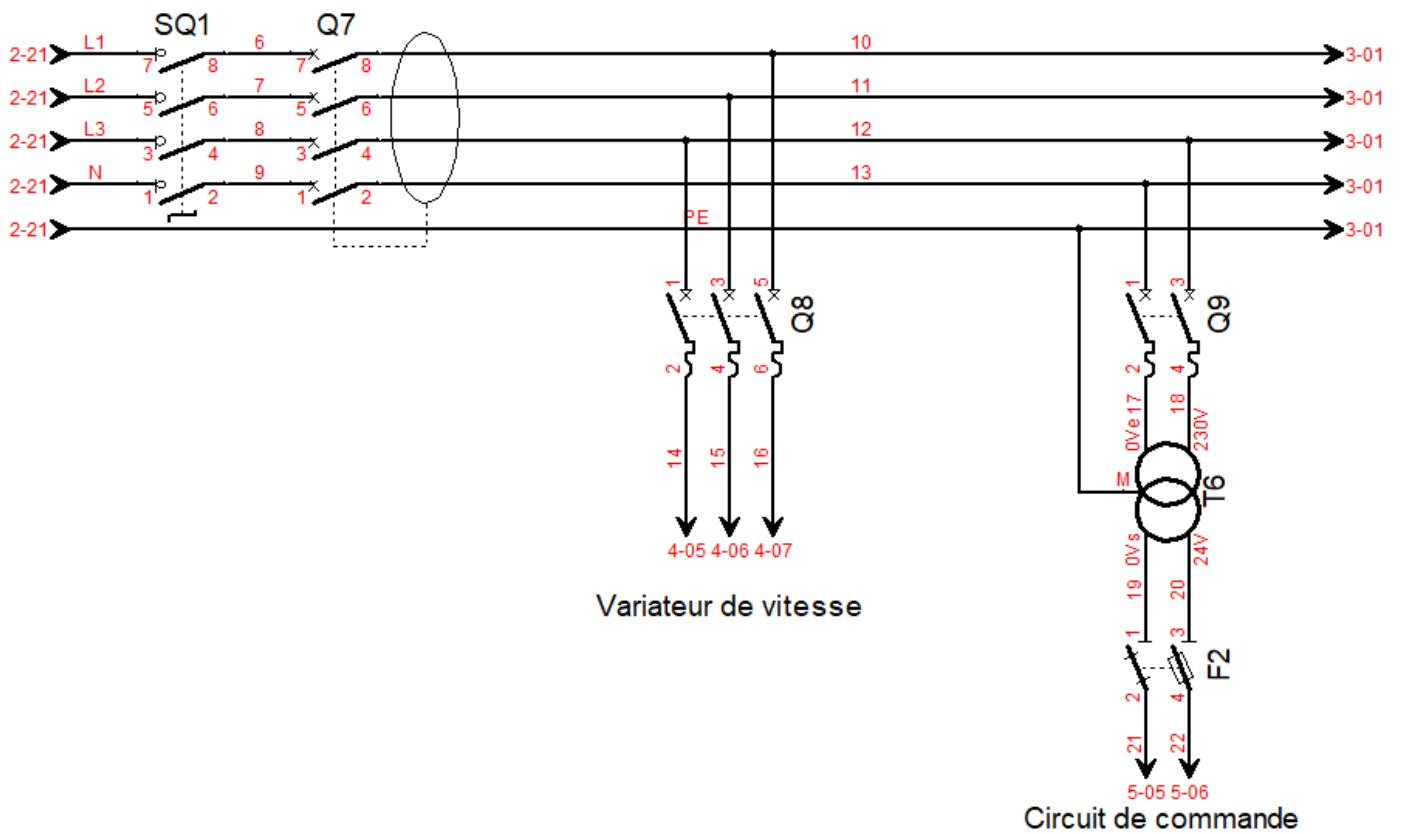 SQ1 Q7
2-21 L1 7 8 6 7 8 10 3-01
2-21 L2 5 6 7 5 6 11 3-01
2-21 L3 3 4 8 3 4 12 3-01
2-21 N 1 2 9 1 2 13 3-01
2-21 PE 3-01
1 3 5 Q8 1 3 Q9
2 4 6 2 4
0Ve 17 18 230V
14 15 16
M T6
4-05 4-06 4-07 0Vs 24V
19 20
Variateur de vitesse
1 3 F2
2 4
21 22
5-05 5-06
Circuit de commande